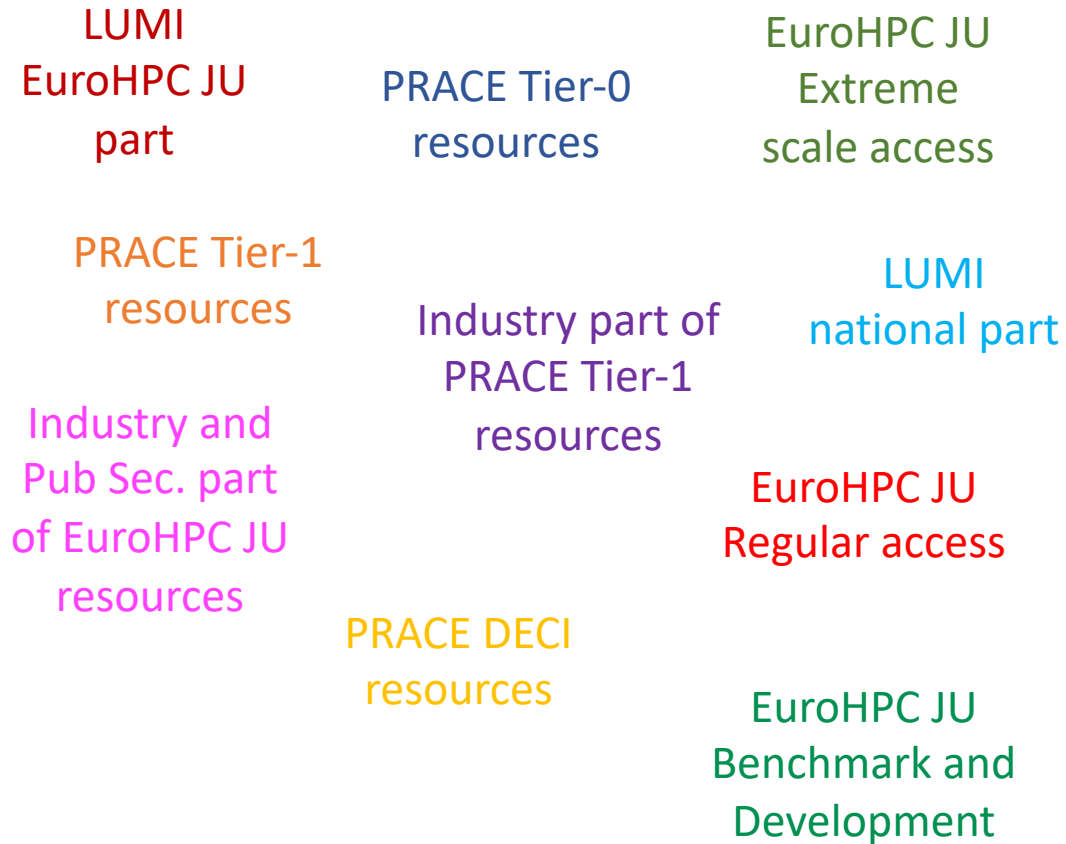 LUMI
EuroHPC JU
part
PRACE Tier-0
resources
EuroHPC JU
Extreme
scale access
PRACE Tier-1
resources
Industry part of
PRACE Tier-1
resources
LUMI
national part
Industry and
Pub Sec. part
of EuroHPC JU
resources
EuroHPC JU
Regular access
PRACE DECI
resources
EuroHPC JU
Benchmark and
Development